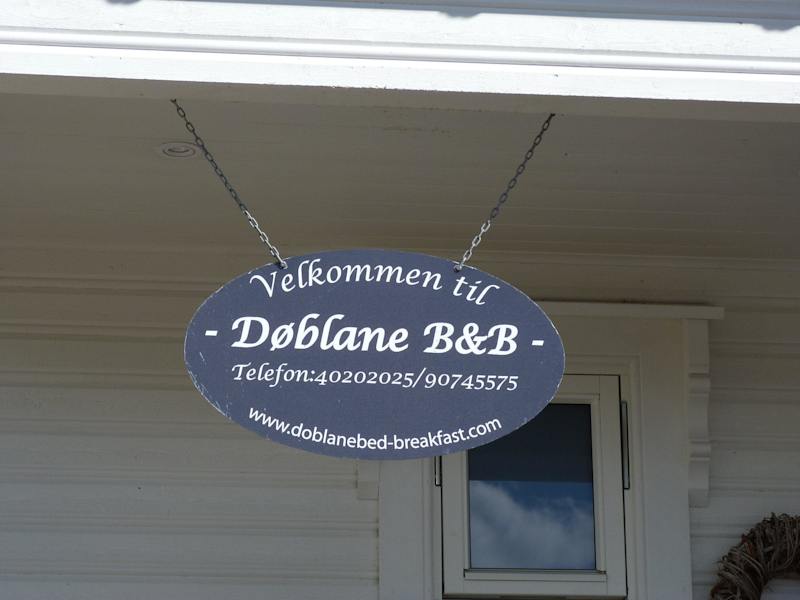 Velkommen til
- Døblane B&B -
Telefon:40202025/90745575
www.doblanebed-breakfast.com